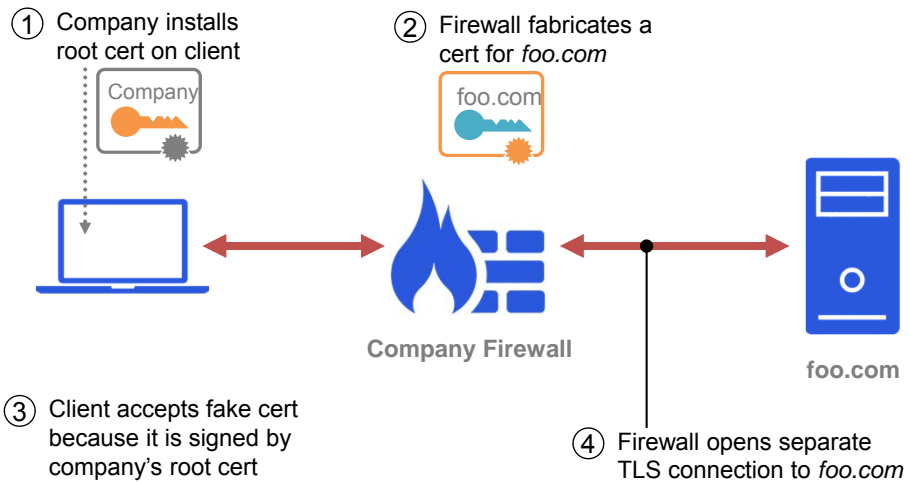 1 Company installs
root cert on client
Company
2 Firewall fabricates a
cert for foo.com
foo.com
Company Firewall
foo.com
3 Client accepts fake cert
because it is signed by
company's root cert
4 Firewall opens separate
TLS connection to foo.com